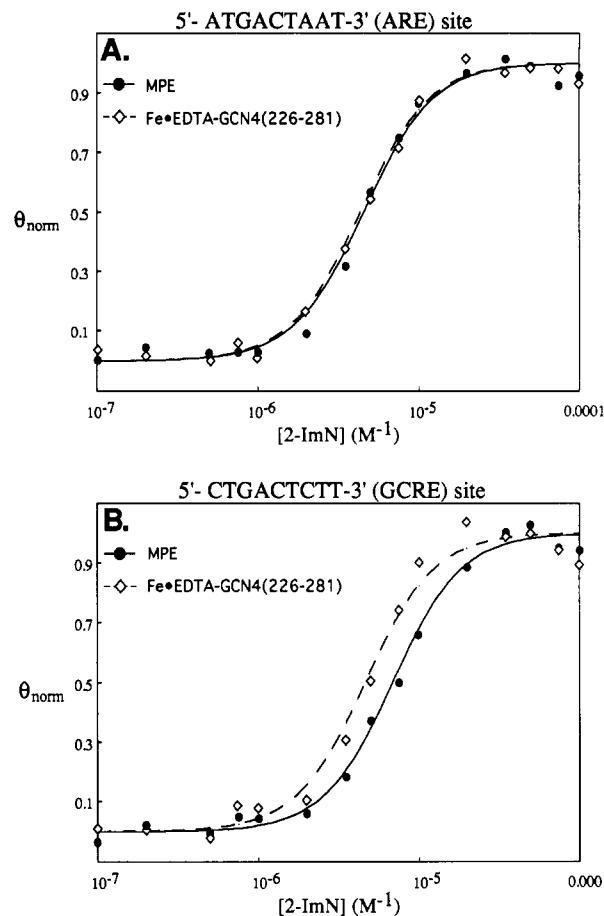 5'- ATGACTAAT-3' (ARE) site
A.
MPE
Fe•EDTA-GCN4(226-281)
0.9
0.7
θnorm
0.5
0.3
0.1
10-7
10-6
10-5
0.0001
[2-ImN] (M-1)
5'- CTGACTCTT-3' (GCRE) site
B.
MPE
Fe•EDTA-GCN4(226-281)
0.9
0.7
θnorm
0.5
0.3
0.1
10-7
10-6
10-5
0.000
[2-ImN] (M-1)